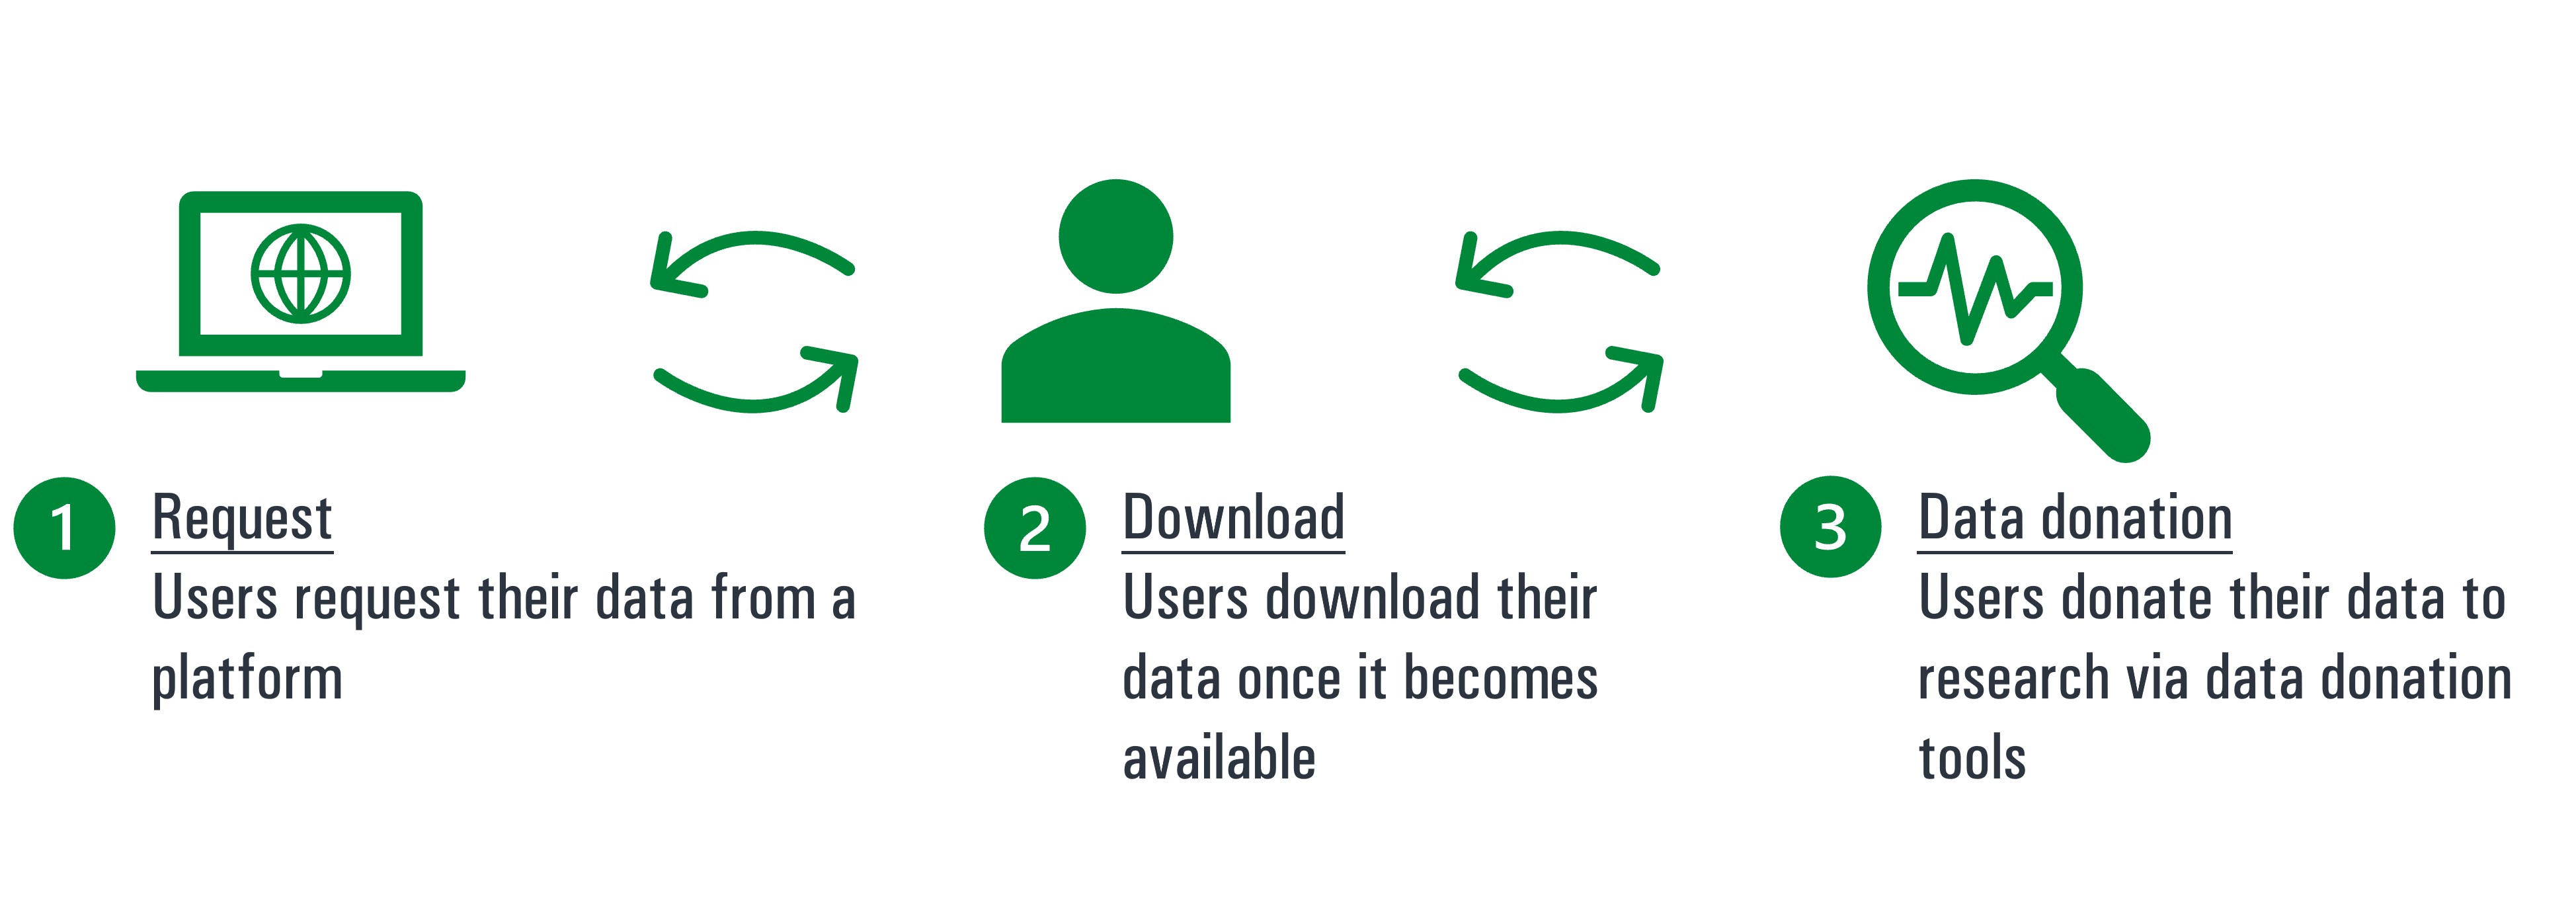 1
Request
Users request their data from a
platform
2
Download
Users download their
data once it becomes
available
3
Data donation
Users donate their data to
research via data donation
tools